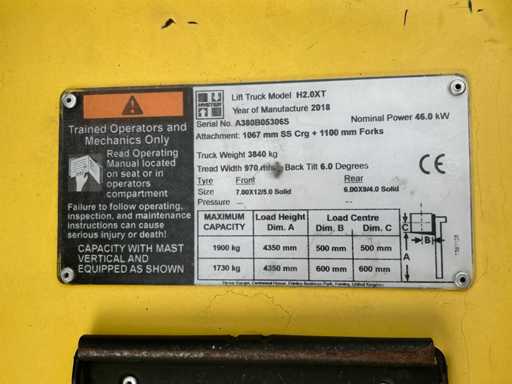 HYSTER
Lift Truck Model H2.0XT
Year of Manufacture 2018
Serial No. A380B05306S
Nominal Power 46.0 kw
Attachment: 1067 mm SS Crg + 1100 mm Forks
Truck Weight 3840 kg
Tread Width 970 mm Back Tilt 6.0 Degrees
Tyre Front Rear
Size 7.00X12/5.0 Solid 6.00X9/4.0 Solid
Pressure -- --
CE
MAXIMUM CAPACITY Load Height Dim. A Load Centre Dim. B Dim. C
1900 kg 4350 mm 500 mm 500 mm
1730 kg 4350 mm 600 mm 600 mm
C
B
A
Trained Operators and
Mechanics Only
Read Operating
Manual located
on seat or in
operators
compartment
Failure to follow operating,
inspection, and maintenance
instructions can cause
serious injury or death!
CAPACITY WITH MAST
VERTICAL AND
EQUIPPED AS SHOWN